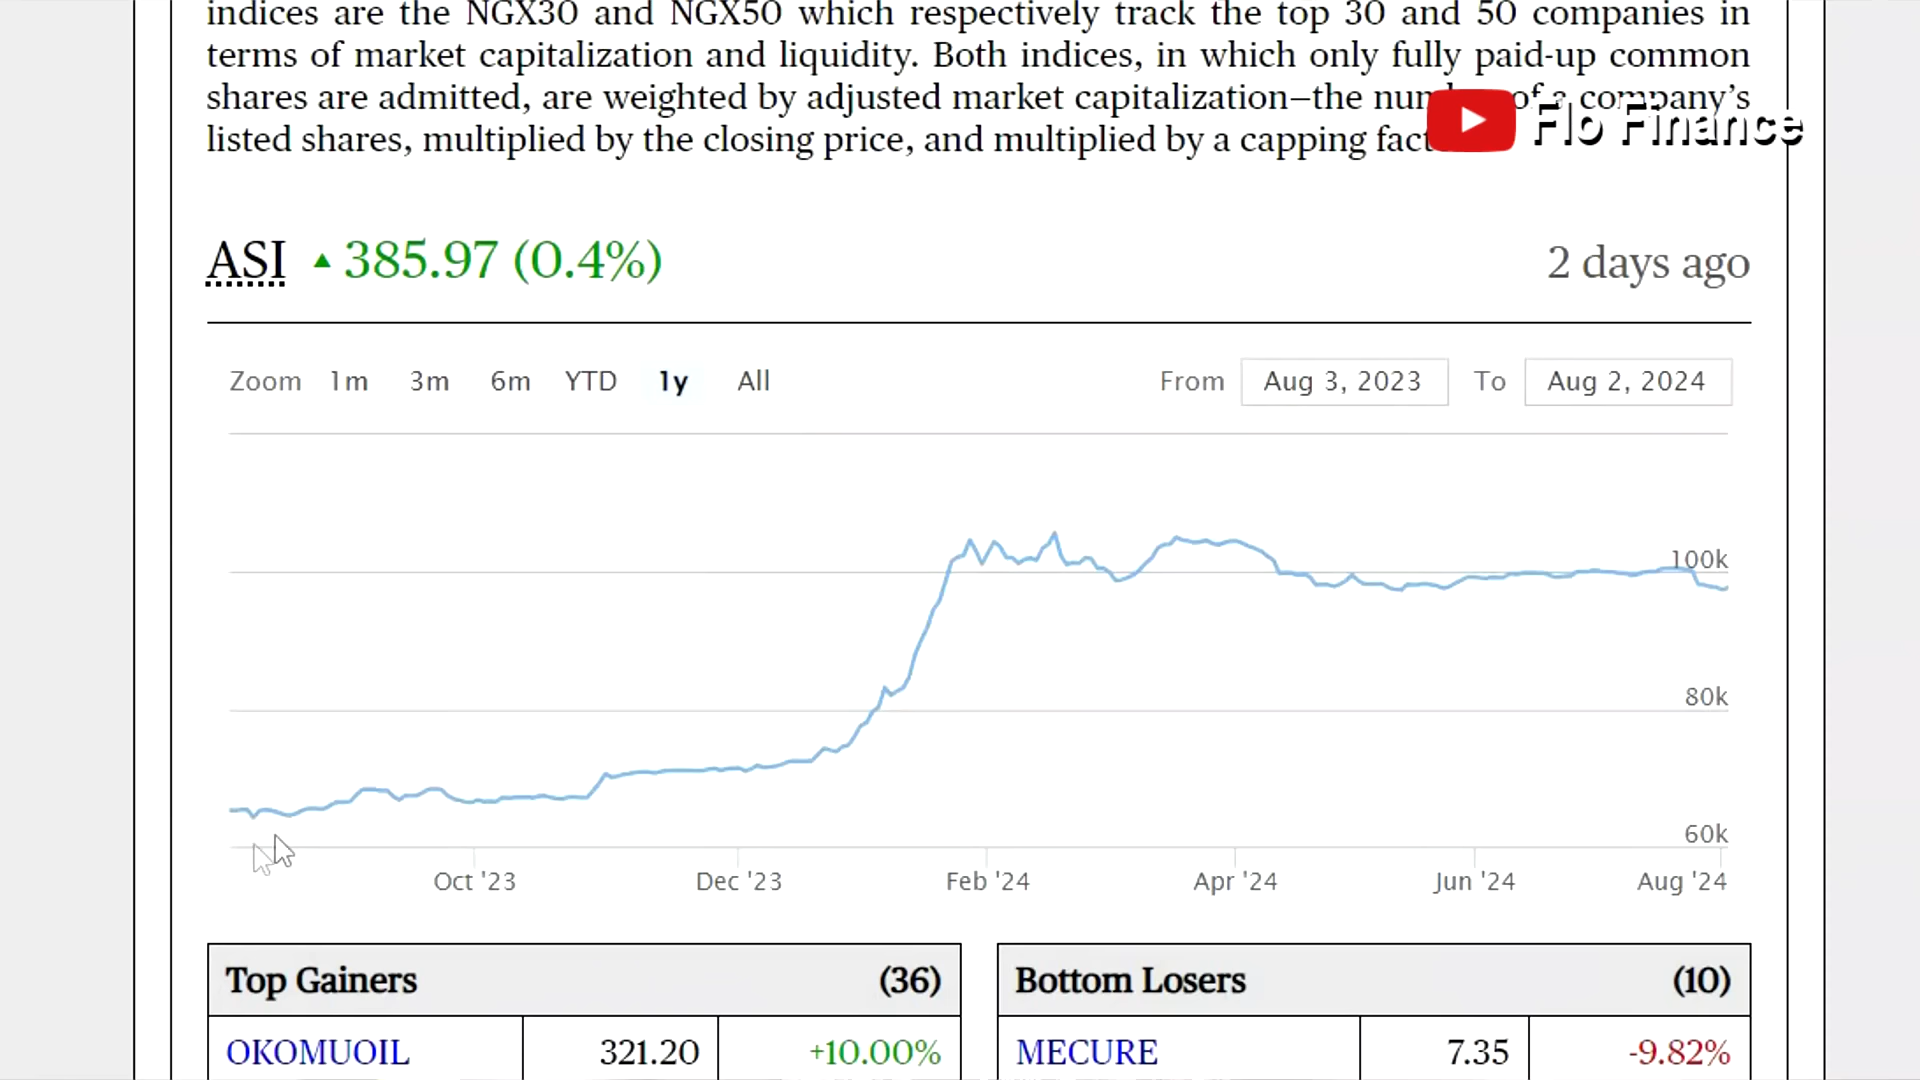 indices are the NGX30 and NGX50 which respectively track the top 30 and 50 companies in
terms of market capitalization and liquidity. Both indices, in which only fully paid-up common
shares are admitted, are weighted by adjusted market capitalization—the of a company's
listed shares, multiplied by the closing price, and multiplied by a capping
Flo Finance
ASI ▲ 385.97 (0.4%) 2 days ago
Zoom 1m 3m 6m YTD 1y All From Aug 3, 2023 To Aug 2, 2024
100k
80k
60k
Oct '23 Dec '23 Feb '24 Apr '24 Jun '24 Aug '24
Top Gainers (36) Bottom Losers (10)
OKOMUOIL 321.20 +10.00% MECURE 7.35 -9.82%